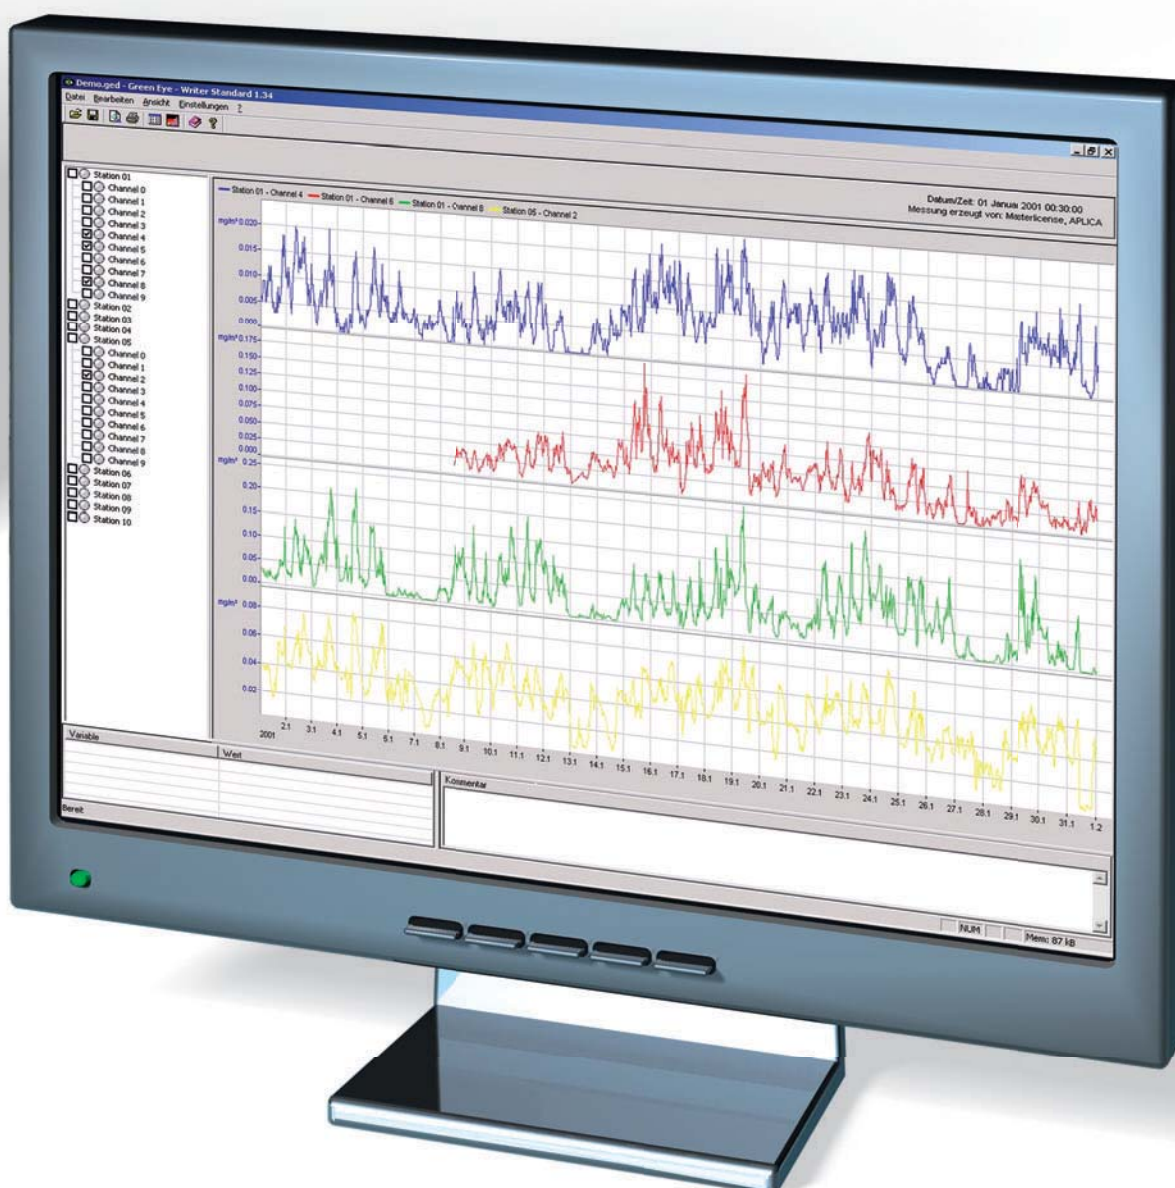 Demo.ged - Green Eye - Writer Standard 1.34
Datei Bearbeiten Ansicht Einstellungen ?
Station 01
Channel 0
Channel 1
Channel 2
Channel 3
Channel 4
Channel 5
Channel 6
Channel 7
Channel 8
Channel 9
Station 02
Station 03
Station 04
Station 05
Channel 0
Channel 1
Channel 2
Channel 3
Channel 4
Channel 5
Channel 6
Channel 7
Channel 8
Channel 9
Station 06
Station 07
Station 08
Station 09
Station 10
Station 01 - Channel 4 Station 01 - Channel 6 Station 01 - Channel 8 Station 05 - Channel 2
Datum/Zeit: 01 Januar 2001 00:30:00
Messung erzeugt von: Masterlicense, APLICA
mg/m³ 0.020
0.015
0.010
0.005
0.000
mg/m³ 0.175
0.150
0.125
0.100
0.075
0.050
0.025
0.000
mg/m³ 0.25
0.20
0.15
0.10
0.05
0.00
mg/m³ 0.08
0.06
0.04
0.02
2001 2.1 3.1 4.1 5.1 6.1 7.1 8.1 9.1 10.1 11.1 12.1 13.1 14.1 15.1 16.1 17.1 18.1 19.1 20.1 21.1 22.1 23.1 24.1 25.1 26.1 27.1 28.1 29.1 30.1 31.1 1.2
Variable Wert
Kommentar
Bereit
NUM Mem: 87 kB